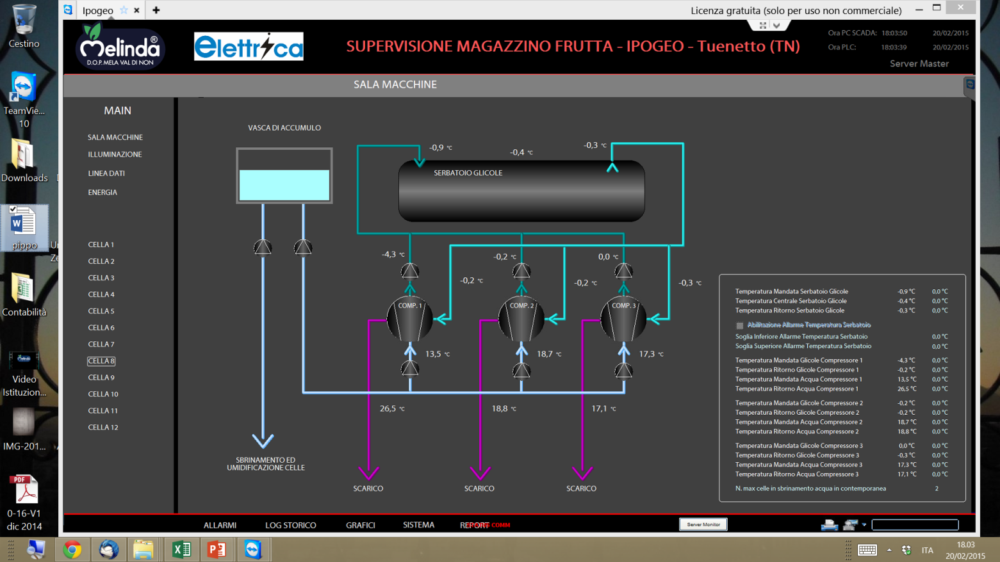 Ipogeo
Licenza gratuita (solo per uso non commerciale)
Cestino
TeamVie...
10
Downloads
pippo
Contabilità
Video
Istituzion...
IMG-201...
PDF
0-16-V1
dic 2014
Melinda®
D.O.P. MELA VAL DI NON
elettrica
SUPERVISIONE MAGAZZINO FRUTTA - IPOGEO - Tuenetto (TN)
Ora PC SCADA: 18:03:50 20/02/2015
Ora PLC: 18:03:39 20/02/2015
Server Master
SALA MACCHINE
MAIN
SALA MACCHINE
ILLUMINAZIONE
LINEA DATI
ENERGIA
CELLA 1
CELLA 2
CELLA 3
CELLA 4
CELLA 5
CELLA 6
CELLA 7
CELLA 8
CELLA 9
CELLA 10
CELLA 11
CELLA 12
VASCA DI ACCUMULO
-0,9 °C
-0,4 °C
-0,3 °C
SERBATOIO GLICOLE
-4,3 °C
-0,2 °C
0,0 °C
-0,2 °C
-0,2 °C
-0,3 °C
COMP. 1
COMP. 2
COMP. 3
13,5 °C
18,7 °C
17,3 °C
26,5 °C
18,8 °C
17,1 °C
SBRINAMENTO ED
UMIDIFICAZIONE CELLE
SCARICO
SCARICO
SCARICO
Temperatura Mandata Serbatoio Glicole -0,9 °C 0,0 °C
Temperatura Centrale Serbatoio Glicole -0,4 °C 0,0 °C
Temperatura Ritorno Serbatoio Glicole -0,3 °C 0,0 °C
Abilitazione Allarme Temperatura Serbatoio
Soglia Inferiore Allarme Temperatura Serbatoio 0,0 °C
Soglia Superiore Allarme Temperatura Serbatoio 0,0 °C
Temperatura Mandata Glicole Compressore 1 -4,3 °C 0,0 °C
Temperatura Ritorno Glicole Compressore 1 -0,2 °C 0,0 °C
Temperatura Mandata Acqua Compressore 1 13,5 °C 0,0 °C
Temperatura Ritorno Acqua Compressore 1 26,5 °C 0,0 °C
Temperatura Mandata Glicole Compressore 2 -0,2 °C 0,0 °C
Temperatura Ritorno Glicole Compressore 2 -0,2 °C 0,0 °C
Temperatura Mandata Acqua Compressore 2 18,7 °C 0,0 °C
Temperatura Ritorno Acqua Compressore 2 18,8 °C 0,0 °C
Temperatura Mandata Glicole Compressore 3 0,0 °C 0,0 °C
Temperatura Ritorno Glicole Compressore 3 -0,3 °C 0,0 °C
Temperatura Mandata Acqua Compressore 3 17,3 °C 0,0 °C
Temperatura Ritorno Acqua Compressore 3 17,1 °C 0,0 °C
N. max celle in sbrinamento acqua in contemporanea 2
ALLARMI
LOG STORICO
GRAFICI
SISTEMA
REPORT
COMM
Server Monitor
ITA
18.03
20/02/2015